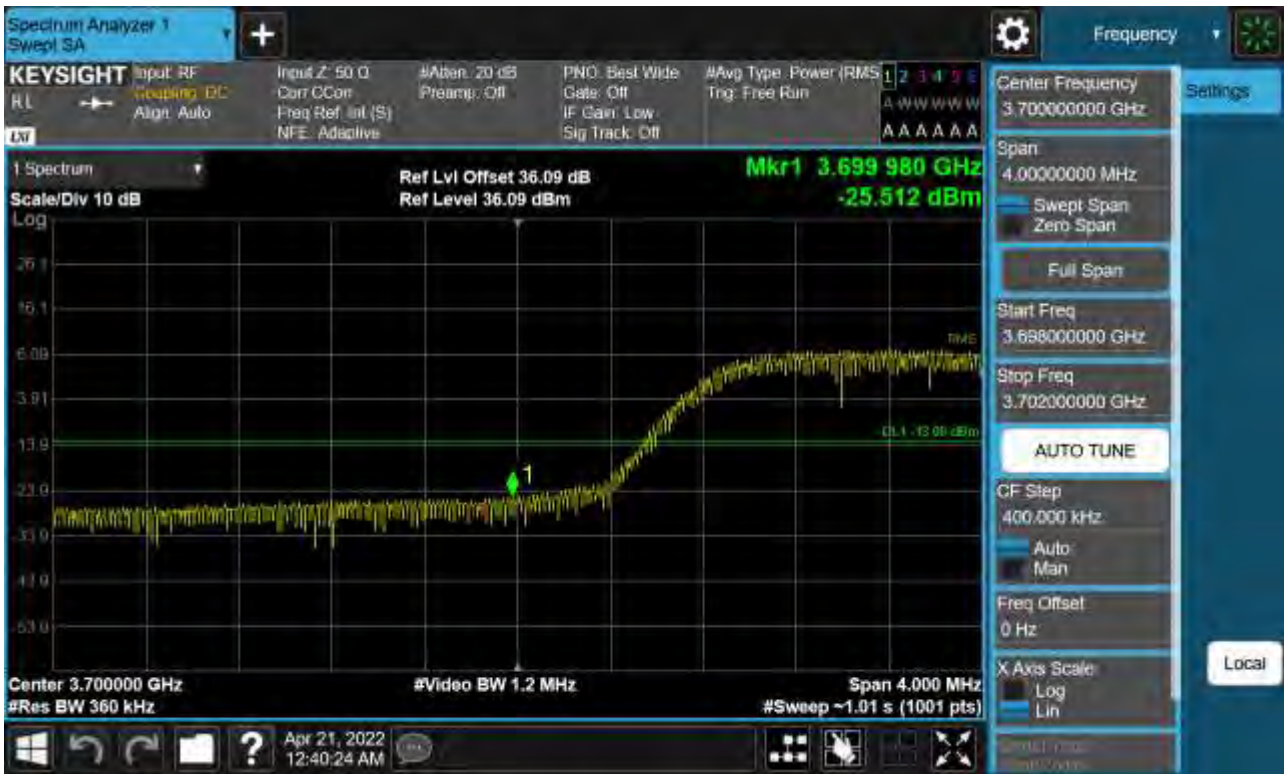 Spectrum Analyzer 1
Swept SA
Frequency
KEYSIGHT
Input: RF
Coupling: DC
Align: Auto
RL
LXI
Input Z: 50 Ω
Corr CCorr
Freq Ref: Int (S)
NFE: Adaptive
#Atten: 20 dB
Preamp: Off
PNO: Best Wide
Gate: Off
IF Gain: Low
Sig Track: Off
#Avg Type: Power (RMS
Trig: Free Run
1 2 3 4 5 6
A W W W W W
A A A A A A
1 Spectrum
Scale/Div 10 dB
Log
Ref Lvl Offset 36.09 dB
Ref Level 36.09 dBm
Mkr1 3.699 980 GHz
-25.512 dBm
26.1
16.1
6.09
-3.91
-13.9
-23.9
-33.9
-43.9
-53.9
RMS
DL1 -13.00 dBm
1
Center 3.700000 GHz
#Res BW 360 kHz
#Video BW 1.2 MHz
Span 4.000 MHz
#Sweep ~1.01 s (1001 pts)
Center Frequency
3.700000000 GHz
Settings
Span
4.00000000 MHz
Swept Span
Zero Span
Full Span
Start Freq
3.698000000 GHz
Stop Freq
3.702000000 GHz
AUTO TUNE
CF Step
400.000 kHz
Auto
Man
Freq Offset
0 Hz
X Axis Scale
Log
Lin
Local
?
Apr 21, 2022
12:40:24 AM